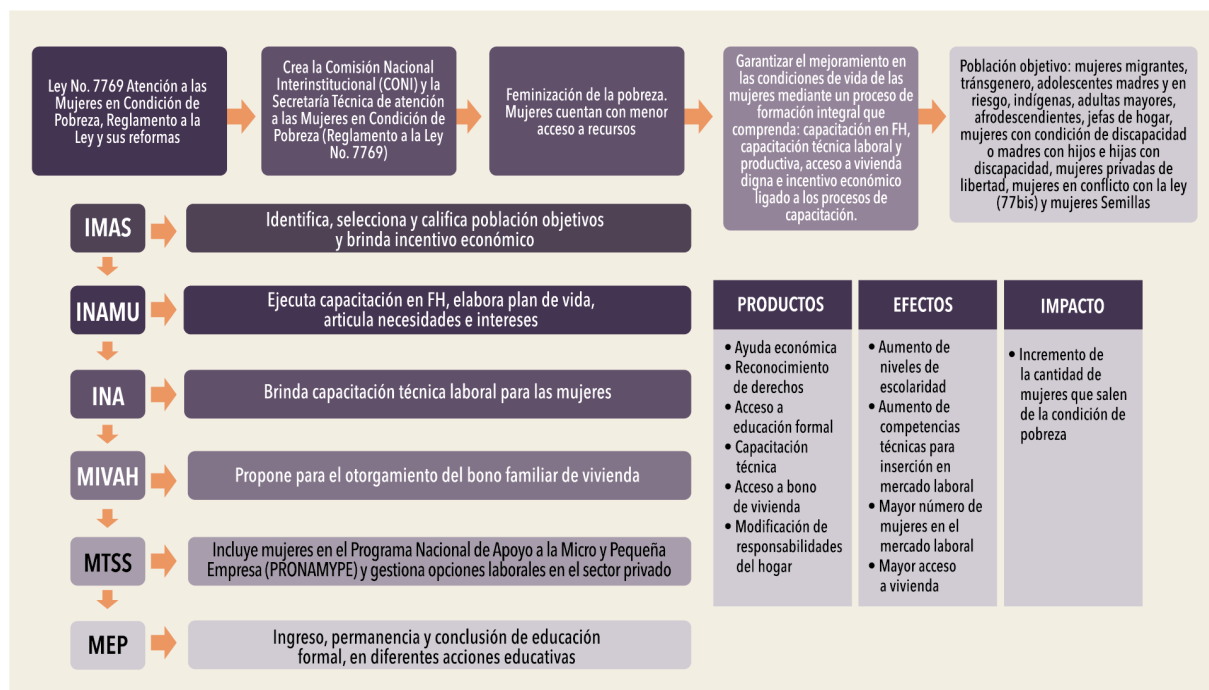 Ley No. 7769 Atención a las
Mujeres en Condición de
Pobreza, Reglamento a la
Ley y sus reformas
Crea la Comisión Nacional
Interinstitucional (CONI) y la
Secretaría Técnica de atención
a las Mujeres en Condición de
Pobreza (Reglamento a la Ley
No. 7769)
Feminización de la pobreza.
Mujeres cuentan con menor
acceso a recursos
Garantizar el mejoramiento en
las condiciones de vida de las
mujeres mediante un proceso de
formación integral que
comprenda: capacitación en FH,
capacitación técnica laboral y
productiva, acceso a vivienda
digna e incentivo económico
ligado a los procesos de
capacitación.
Población objetivo: mujeres migrantes,
tránsgenero, adolescentes madres y en
riesgo, indígenas, adultas mayores,
afrodescendientes, jefas de hogar,
mujeres con condición de discapacidad
o madres con hijos e hijas con
discapacidad, mujeres privadas de
libertad, mujeres en conflicto con la ley
(77bis) y mujeres Semillas
IMAS
Identifica, selecciona y califica población objetivos
y brinda incentivo económico
INAMU
Ejecuta capacitación en FH, elabora plan de vida,
articula necesidades e intereses
INA
Brinda capacitación técnica laboral para las mujeres
MIVAH
Propone para el otorgamiento del bono familiar de vivienda
MTSS
Incluye mujeres en el Programa Nacional de Apoyo a la Micro y Pequeña
Empresa (PRONAMYPE) y gestiona opciones laborales en el sector privado
MEP
Ingreso, permanencia y conclusión de educación
formal, en diferentes acciones educativas
PRODUCTOS
• Ayuda económica
• Reconocimiento
de derechos
• Acceso a
educación formal
• Capacitación
técnica
• Acceso a bono
de vivienda
• Modificación de
responsabilidades
del hogar
EFECTOS
• Aumento de
niveles de
escolaridad
• Aumento de
competencias
técnicas para
inserción en
mercado laboral
• Mayor número de
mujeres en el
mercado laboral
• Mayor acceso
a vivienda
IMPACTO
• Incremento de
la cantidad de
mujeres que salen
de la condición de
pobreza